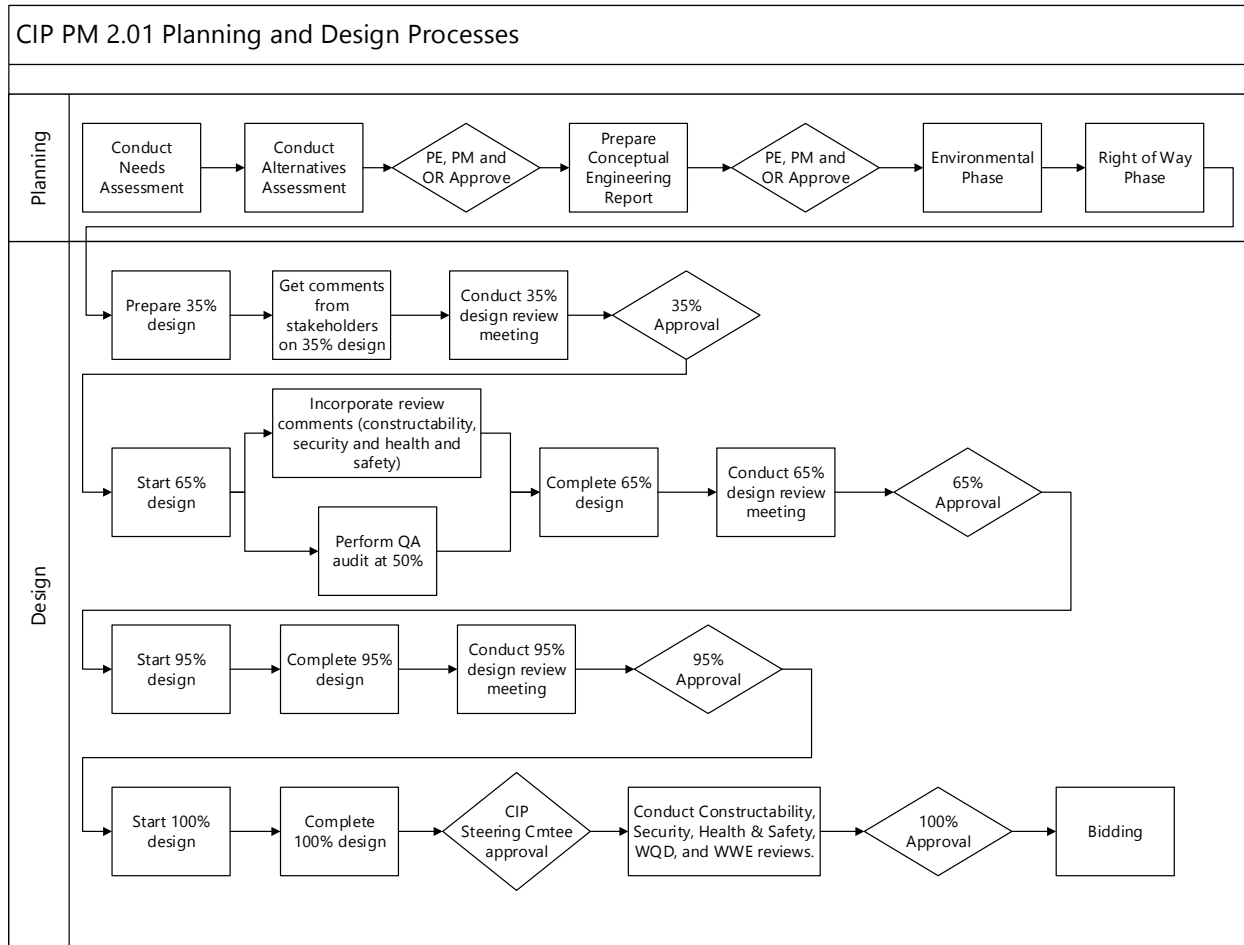 CIP PM 2.01 Planning and Design Processes
Planning
Conduct
Needs
Assessment
Conduct
Alternatives
Assessment
PE, PM and
OR Approve
Prepare
Conceptual
Engineering
Report
PE, PM and
OR Approve
Environmental
Phase
Right of Way
Phase
Design
Prepare 35%
design
Get comments
from
stakeholders
on 35% design
Conduct 35%
design review
meeting
35%
Approval
Start 65%
design
Incorporate review
comments (constructability,
security and health and
safety)
Perform QA
audit at 50%
Complete 65%
design
Conduct 65%
design review
meeting
65%
Approval
Start 95%
design
Complete 95%
design
Conduct 95%
design review
meeting
95%
Approval
Start 100%
design
Complete
100% design
CIP
Steering Cmtee
approval
Conduct Constructability,
Security, Health & Safety,
WQD, and WWE reviews.
100%
Approval
Bidding